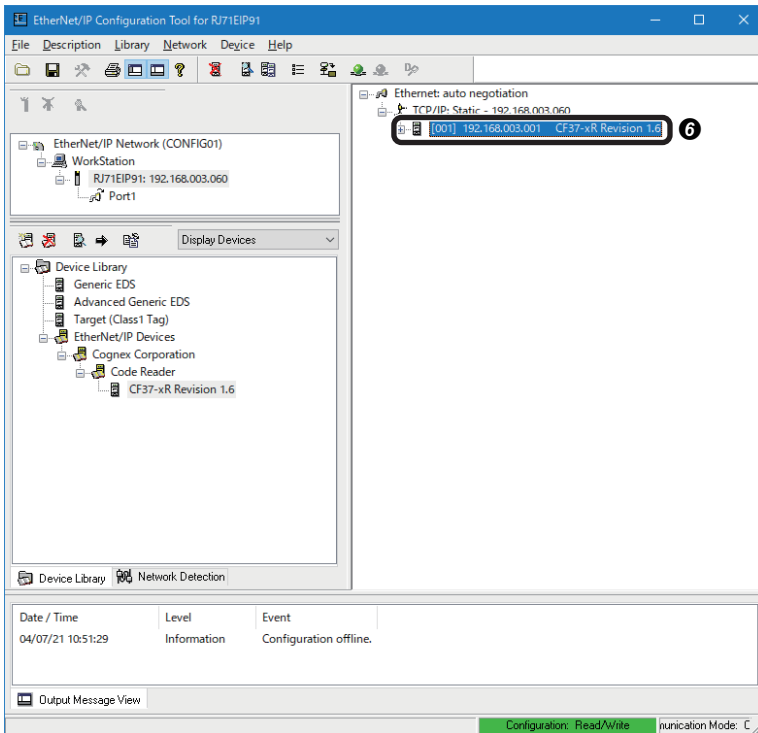 EtherNet/IP Configuration Tool for RJ71EIP91
File Description Library Network Device Help
EtherNet/IP Network (CONFIG01)
WorkStation
RJ71EIP91: 192.168.003.060
Port1
Display Devices
Device Library
Generic EDS
Advanced Generic EDS
Target (Class1 Tag)
EtherNet/IP Devices
Cognex Corporation
Code Reader
CF37-xR Revision 1.6
Device Library Network Detection
Ethernet: auto negotiation
TCP/IP: Static - 192.168.003.060
[001] 192.168.003.001 CF37-xR Revision 1.6
6
Date / Time Level Event
04/07/21 10:51:29 Information Configuration offline.
Output Message View
Configuration: Read/Write nunication Mode: C